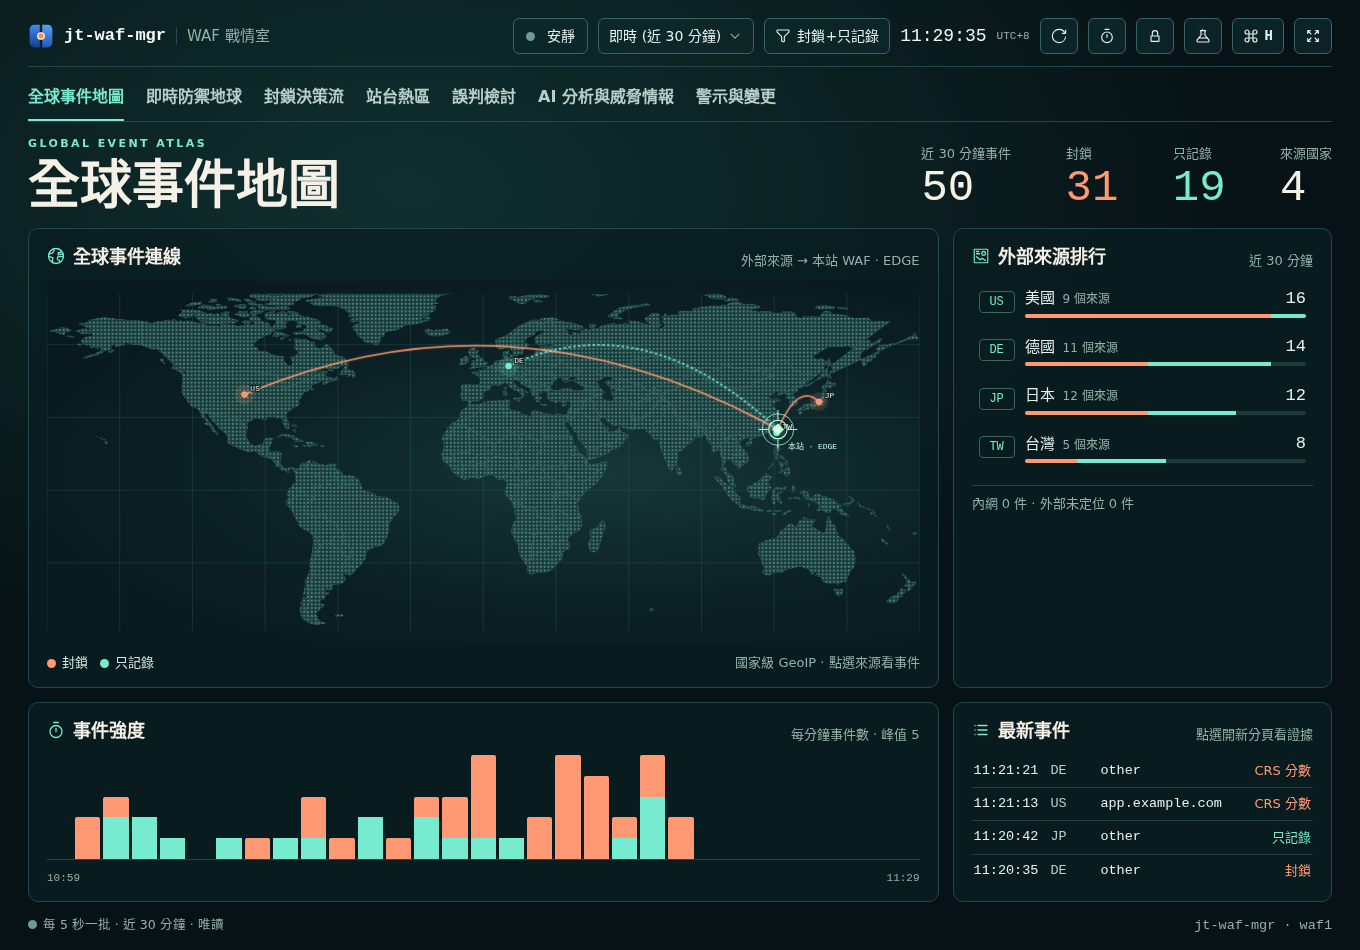 jt-waf-mgr WAF 戰情室 安靜 即時 (近 30 分鐘) 封鎖+只記錄 11:29:35 UTC+8 ⌘ H
全球事件地圖 即時防禦地球 封鎖決策流 站台熱區 誤判檢討 AI 分析與威脅情報 警示與變更
GLOBAL EVENT ATLAS
全球事件地圖
近 30 分鐘事件 封鎖 只記錄 來源國家
50 31 19 4
全球事件連線 外部來源 → 本站 WAF · EDGE
US
DE
JP
本站 · EDGE
封鎖 只記錄 國家級 GeoIP · 點選來源看事件
外部來源排行 近 30 分鐘
US 美國 9 個來源 16
DE 德國 11 個來源 14
JP 日本 12 個來源 12
TW 台灣 5 個來源 8
內網 0 件 · 外部未定位 0 件
事件強度 每分鐘事件數 · 峰值 5
10:59 11:29
最新事件 點選開新分頁看證據
11:21:21 DE other CRS 分數
11:21:13 US app.example.com CRS 分數
11:20:42 JP other 只記錄
11:20:35 DE other 封鎖
每 5 秒一批 · 近 30 分鐘 · 唯讀 jt-waf-mgr · waf1